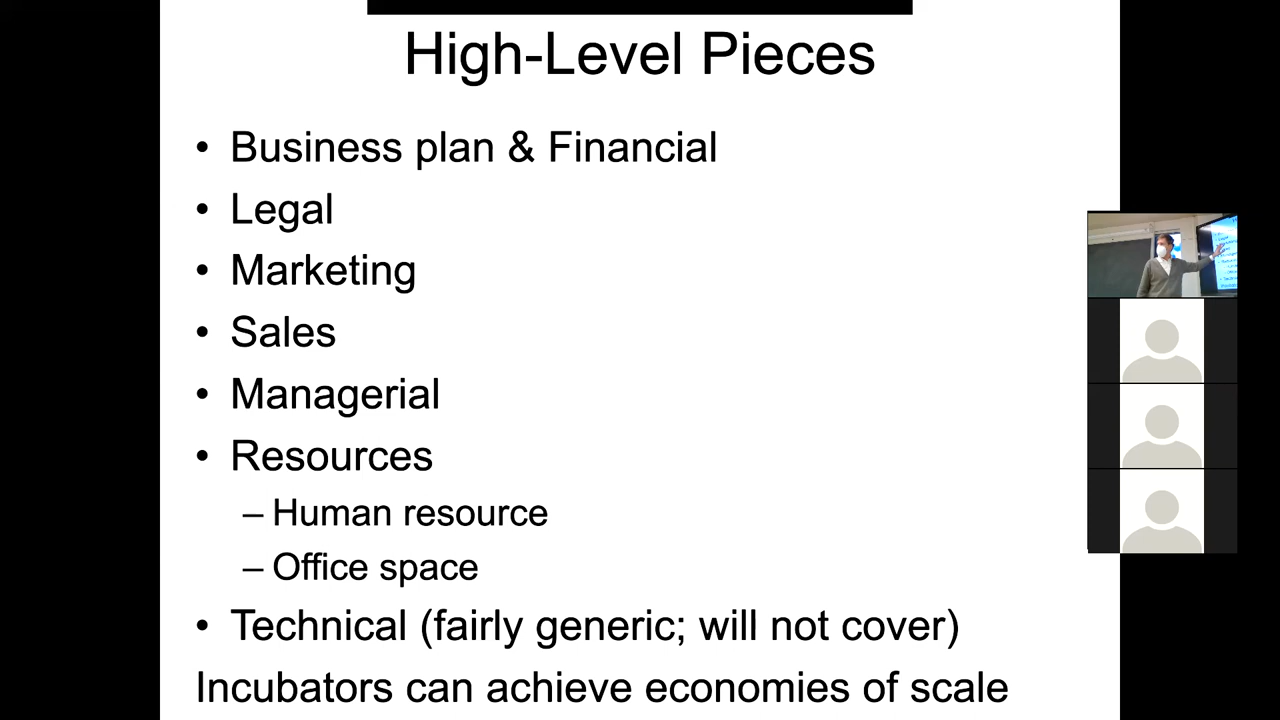 High-Level Pieces
• Business plan & Financial
• Legal
• Marketing
• Sales
• Managerial
• Resources
– Human resource
– Office space
• Technical (fairly generic; will not cover)
Incubators can achieve economies of scale